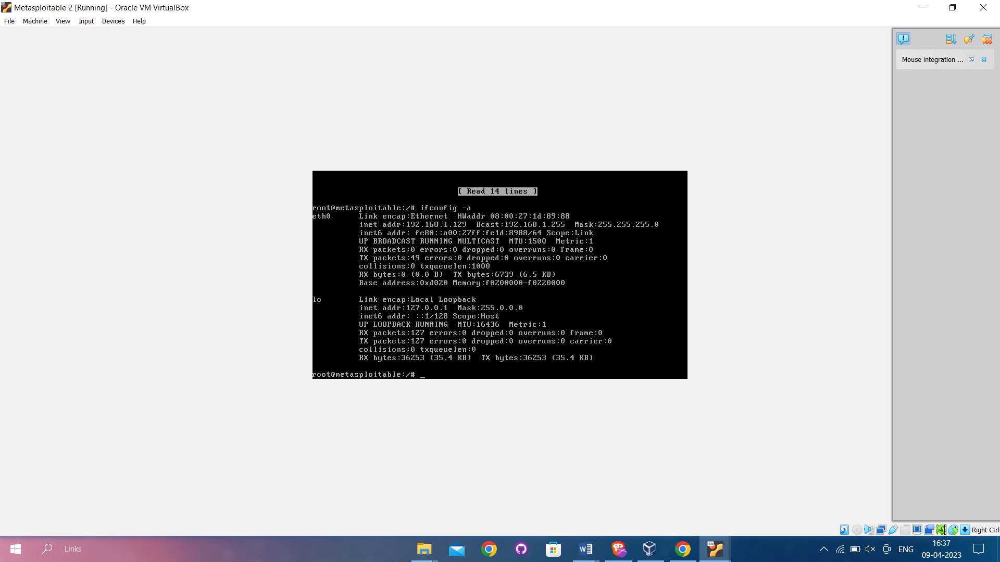 Metasploitable 2 [Running] - Oracle VM VirtualBox
File Machine View Input Devices Help
Mouse integration ...
[ Read 14 lines ]
root@metasploitable:/# ifconfig -a
eth0      Link encap:Ethernet  HWaddr 08:00:27:1d:89:88
          inet addr:192.168.1.129  Bcast:192.168.1.255  Mask:255.255.255.0
          inet6 addr: fe80::a00:27ff:fe1d:8988/64 Scope:Link
          UP BROADCAST RUNNING MULTICAST  MTU:1500  Metric:1
          RX packets:0 errors:0 dropped:0 overruns:0 frame:0
          TX packets:49 errors:0 dropped:0 overruns:0 carrier:0
          collisions:0 txqueuelen:1000
          RX bytes:0 (0.0 B)  TX bytes:6739 (6.5 KB)
          Base address:0xd020 Memory:f0200000-f0220000
lo        Link encap:Local Loopback
          inet addr:127.0.0.1  Mask:255.0.0.0
          inet6 addr: ::1/128 Scope:Host
          UP LOOPBACK RUNNING  MTU:16436  Metric:1
          RX packets:127 errors:0 dropped:0 overruns:0 frame:0
          TX packets:127 errors:0 dropped:0 overruns:0 carrier:0
          collisions:0 txqueuelen:0
          RX bytes:36253 (35.4 KB)  TX bytes:36253 (35.4 KB)
root@metasploitable:/# _
Right Ctrl
Links
ENG
16:37
09-04-2023